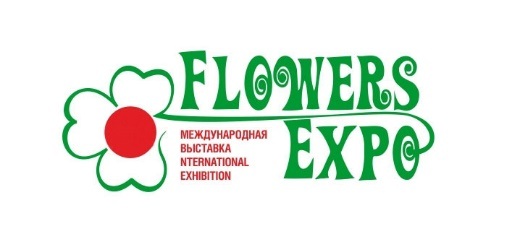 FLOWERS
EXPO
МЕЖДУНАРОДНАЯ
ВЫСТАВКА
NTERNATIONAL
EXHIBITION